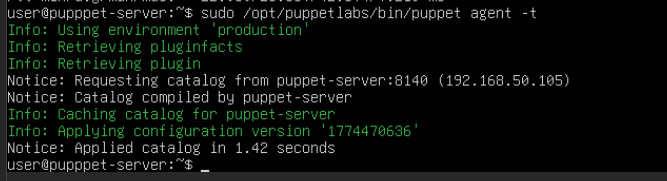 user@pupppet-server:~$ sudo /opt/puppetlabs/bin/puppet agent -t
Info: Using environment 'production'
Info: Retrieving pluginfacts
Info: Retrieving plugin
Notice: Requesting catalog from puppet-server:8140 (192.168.50.105)
Notice: Catalog compiled by puppet-server
Info: Caching catalog for puppet-server
Info: Applying configuration version '1774470636'
Notice: Applied catalog in 1.42 seconds
user@pupppet-server:~$ _